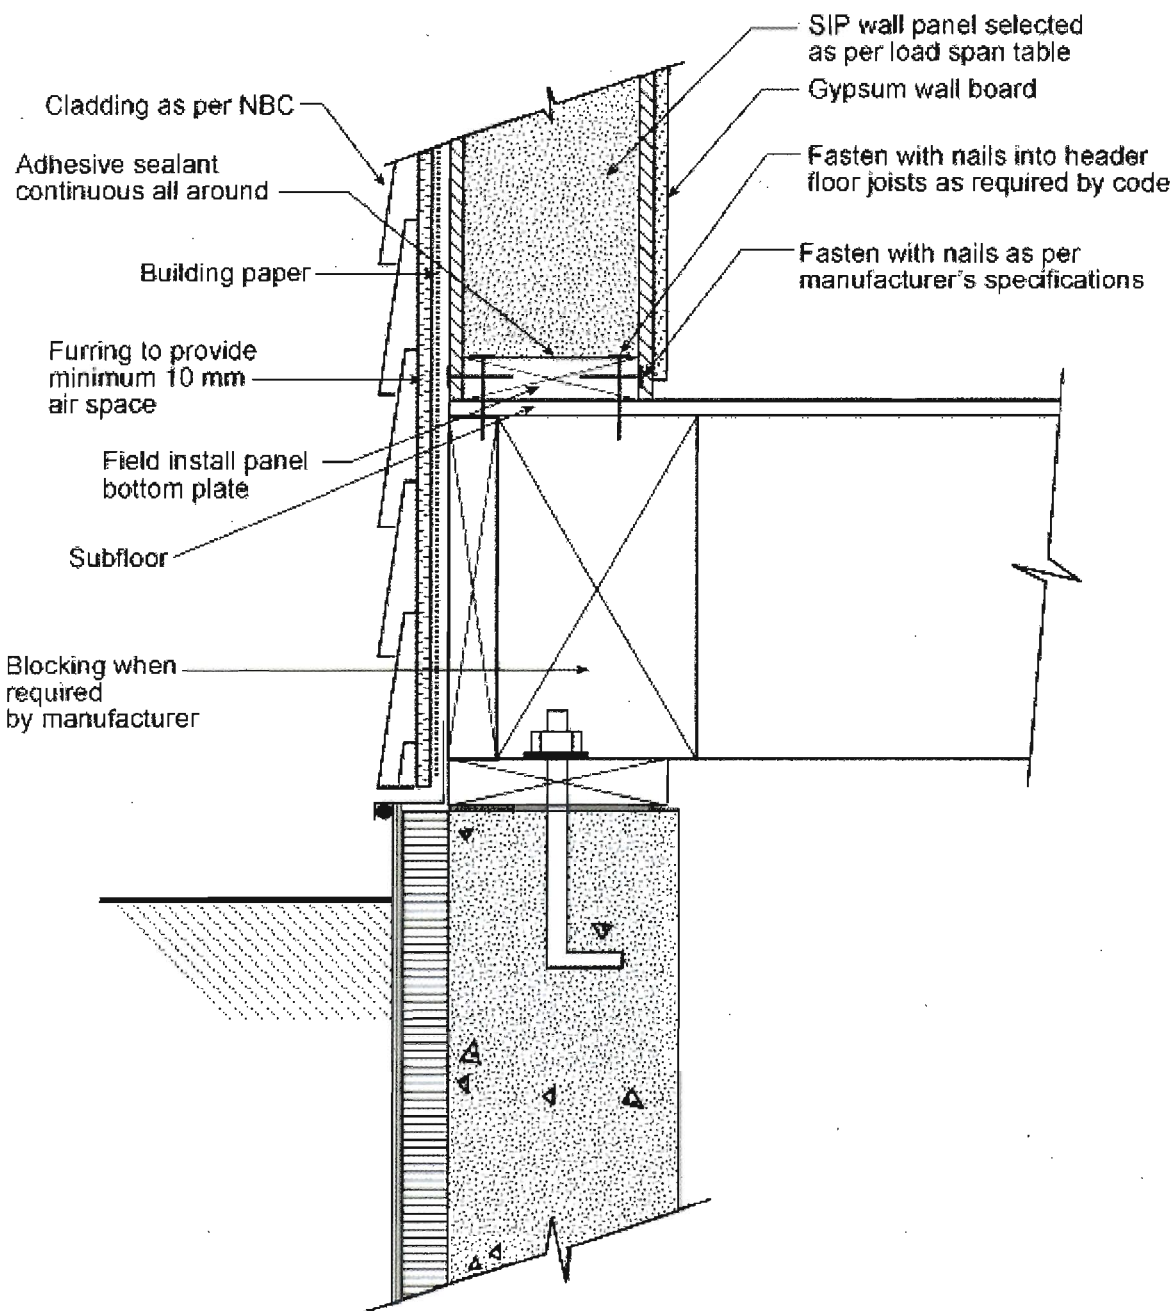 SIP wall panel selected
as per load span table
Gypsum wall board
Cladding as per NBC
Adhesive sealant
continuous all around
Fasten with nails into header
floor joists as required by code
Building paper
Fasten with nails as per
manufacturer's specifications
Furring to provide
minimum 10 mm
air space
Field install panel
bottom plate
Subfloor
Blocking when
required
by manufacturer